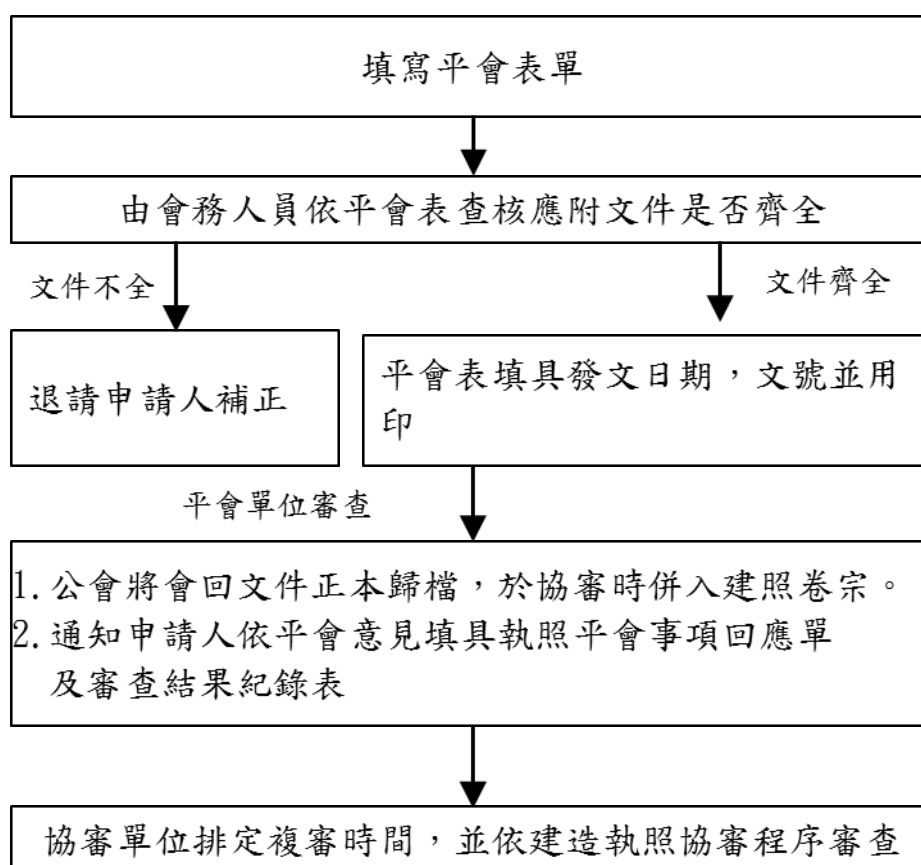 填寫平會表單
由會務人員依平會表查核應附文件是否齊全
文件不全
文件齊全
退請申請人補正
平會表填具發文日期，文號並用
印
平會單位審查
1. 公會將會回文件正本歸檔，於協審時併入建照卷宗。
2. 通知申請人依平會意見填具執照平會事項回應單
及審查結果紀錄表
協審單位排定複審時間，並依建造執照協審程序審查